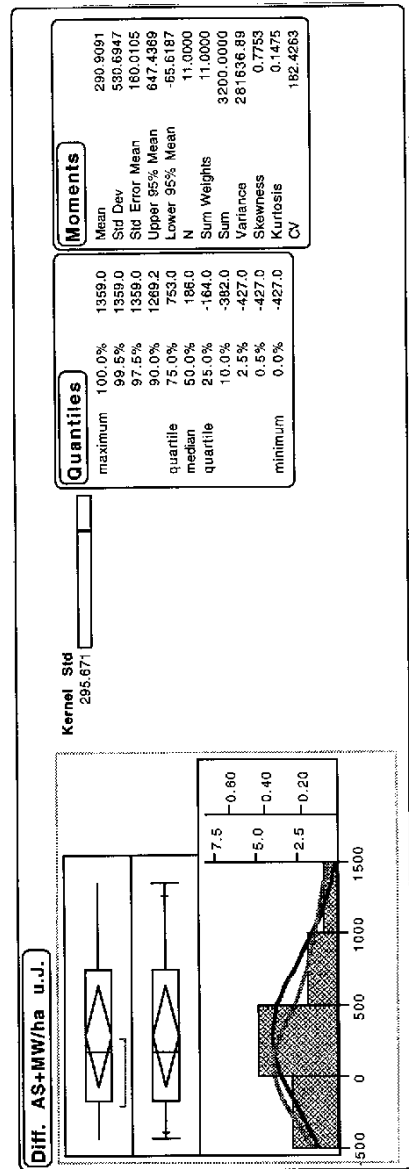 Diff. AS+MW/ha u.J.
7.5
5.0
2.5
0.60
0.40
0.20
500
0
500
1000
1500
Kernel Std
295.671
Quantiles
maximum 100.0% 1359.0
99.5% 1359.0
97.5% 1359.0
90.0% 1269.2
quartile 75.0% 753.0
median 50.0% 186.0
quartile 25.0% -164.0
10.0% -382.0
2.5% -427.0
0.5% -427.0
minimum 0.0% -427.0
Moments
Mean 290.9091
Std Dev 530.6947
Std Error Mean 160.0105
Upper 95% Mean 647.4369
Lower 95% Mean -65.6187
N 11.0000
Sum Weights 11.0000
Sum 3200.0000
Variance 281636.89
Skewness 0.7753
Kurtosis 0.1475
CV 182.4263